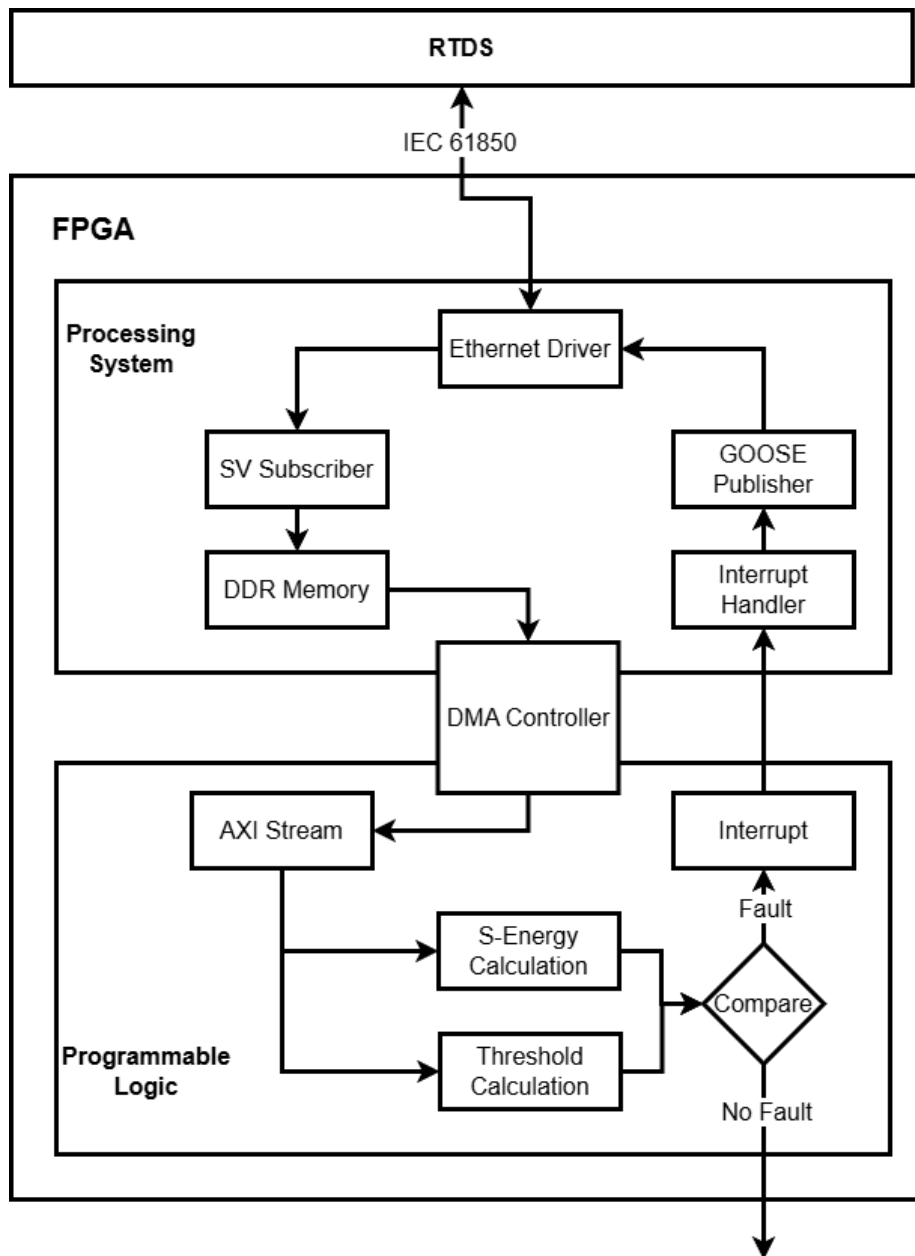 RTDS
IEC 61850
FPGA
Processing
System
Ethernet Driver
SV Subscriber
GOOSE
Publisher
DDR Memory
Interrupt
Handler
DMA Controller
AXI Stream
Interrupt
Fault
S-Energy
Calculation
Compare
Programmable
Logic
Threshold
Calculation
No Fault